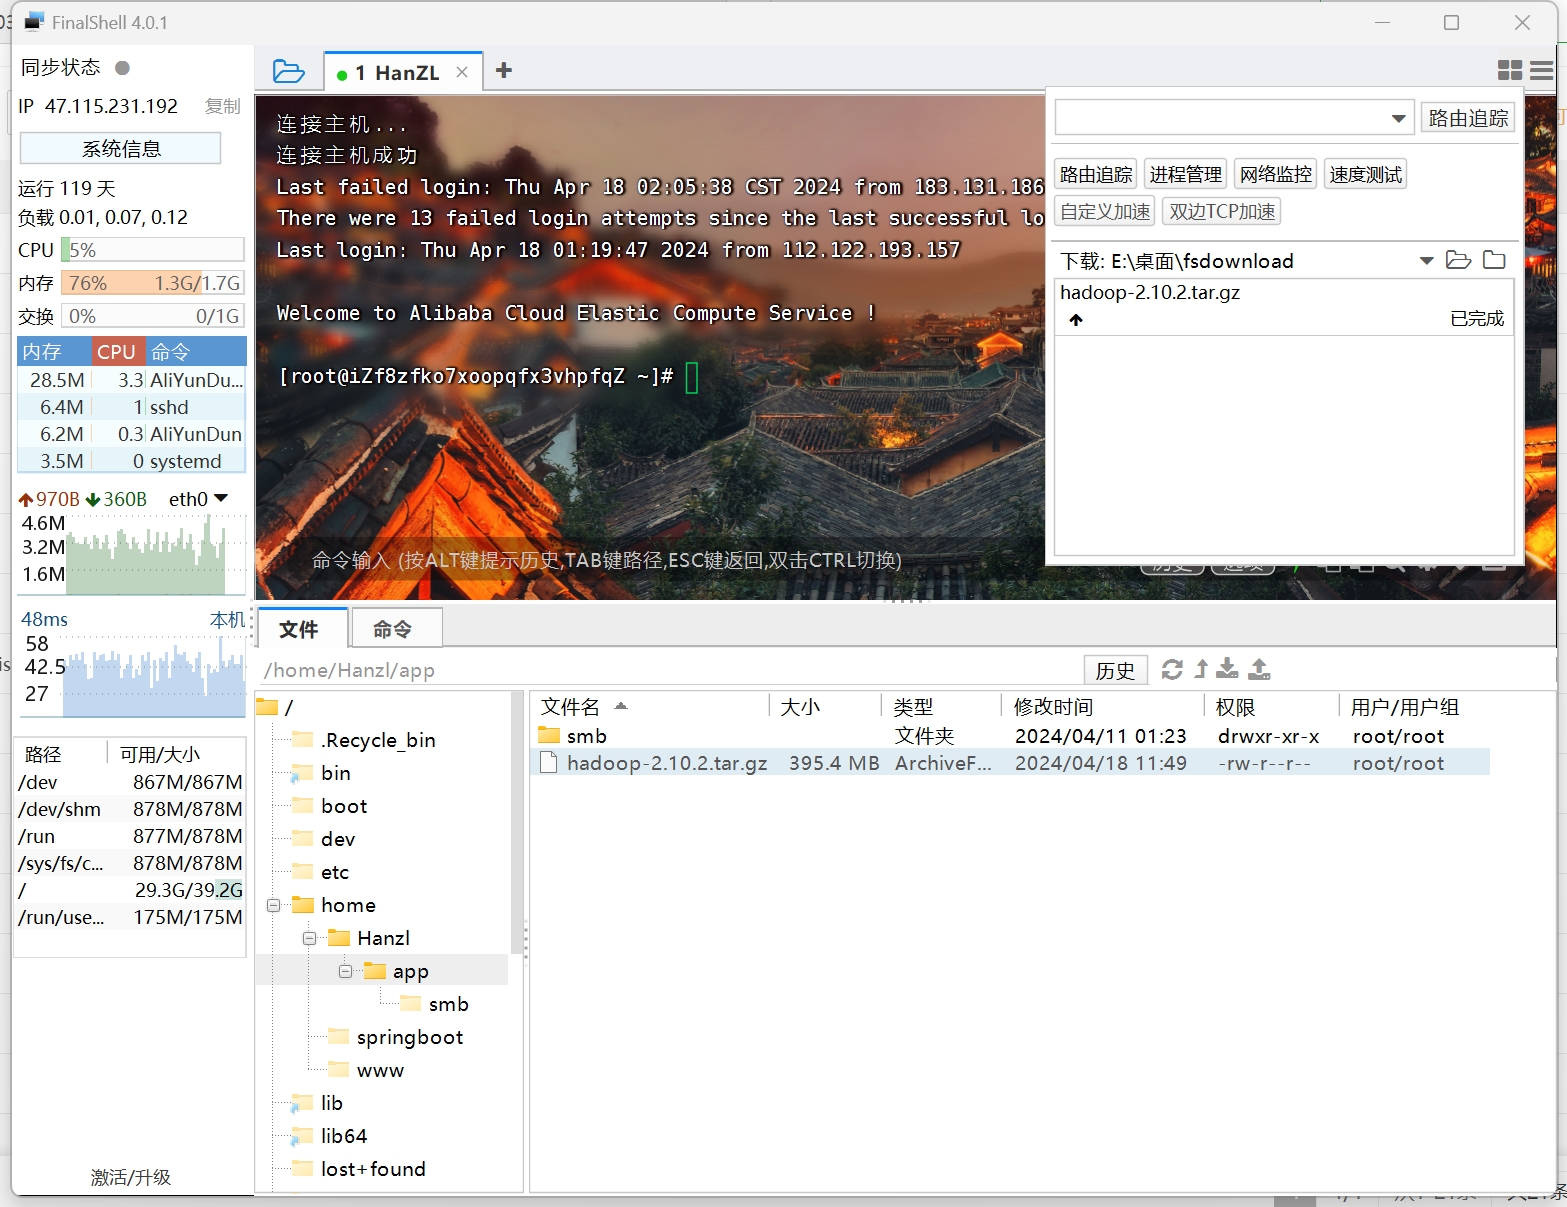 FinalShell 4.0.1
同步状态
IP 47.115.231.192 复制
系统信息
运行 119 天
负载 0.01, 0.07, 0.12
CPU 5%
内存 76% 1.3G/1.7G
交换 0% 0/1G
内存 CPU 命令
28.5M 3.3 AliYunDu...
6.4M 1 sshd
6.2M 0.3 AliYunDun
3.5M 0 systemd
970B 360B eth0
4.6M
3.2M
1.6M
48ms 本机
58
42.5
27
路径 可用/大小
/dev 867M/867M
/dev/shm 878M/878M
/run 877M/878M
/sys/fs/c... 878M/878M
/ 29.3G/39.2G
/run/use... 175M/175M
激活/升级
1 HanZL
连接主机...
连接主机成功
Last failed login: Thu Apr 18 02:05:38 CST 2024 from 183.131.186
There were 13 failed login attempts since the last successful lo
Last login: Thu Apr 18 01:19:47 2024 from 112.122.193.157
Welcome to Alibaba Cloud Elastic Compute Service !
[root@iZf8zfko7xoopqfx3vhpfqZ ~]#
命令输入 (按ALT键提示历史,TAB键路径,ESC键返回,双击CTRL切换)
历史 选项
路由追踪
路由追踪 进程管理 网络监控 速度测试
自定义加速 双边TCP加速
下载: E:\桌面\fsdownload
hadoop-2.10.2.tar.gz
已完成
文件 命令
/home/Hanzl/app 历史
/
.Recycle_bin
bin
boot
dev
etc
home
Hanzl
app
smb
springboot
www
lib
lib64
lost+found
文件名 大小 类型 修改时间 权限 用户/用户组
smb 文件夹 2024/04/11 01:23 drwxr-xr-x root/root
hadoop-2.10.2.tar.gz 395.4 MB ArchiveF... 2024/04/18 11:49 -rw-r--r-- root/root